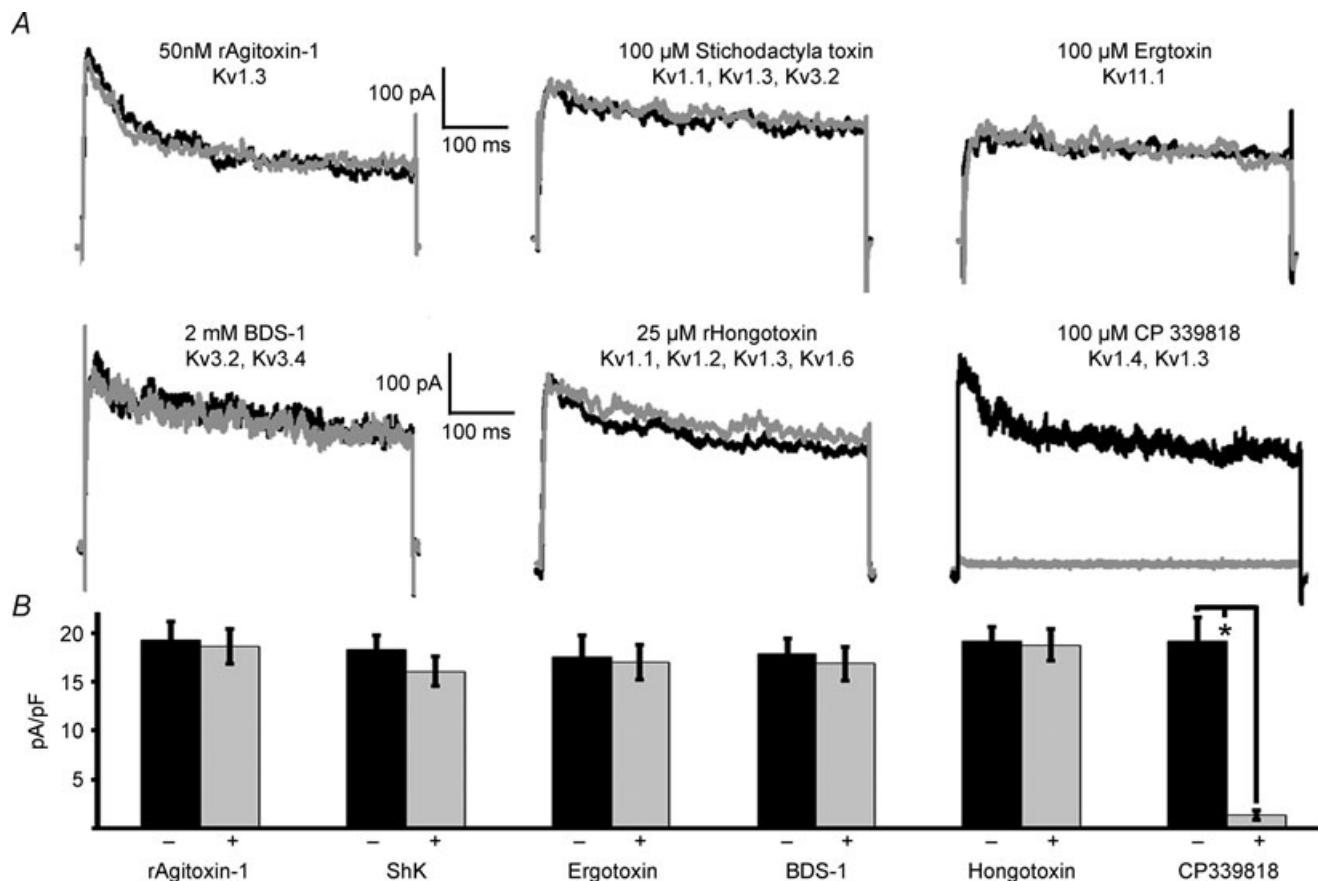 A
50nM rAgitoxin-1
Kv1.3
100 µM Stichodactyla toxin
Kv1.1, Kv1.3, Kv3.2
100 µM Ergtoxin
Kv11.1
100 pA
100 ms
2 mM BDS-1
Kv3.2, Kv3.4
25 µM rHongotoxin
Kv1.1, Kv1.2, Kv1.3, Kv1.6
100 µM CP 339818
Kv1.4, Kv1.3
100 pA
100 ms
B
pA/pF
20
15
10
5
*
– + – + – + – + – + – +
rAgitoxin-1 ShK Ergotoxin BDS-1 Hongotoxin CP339818